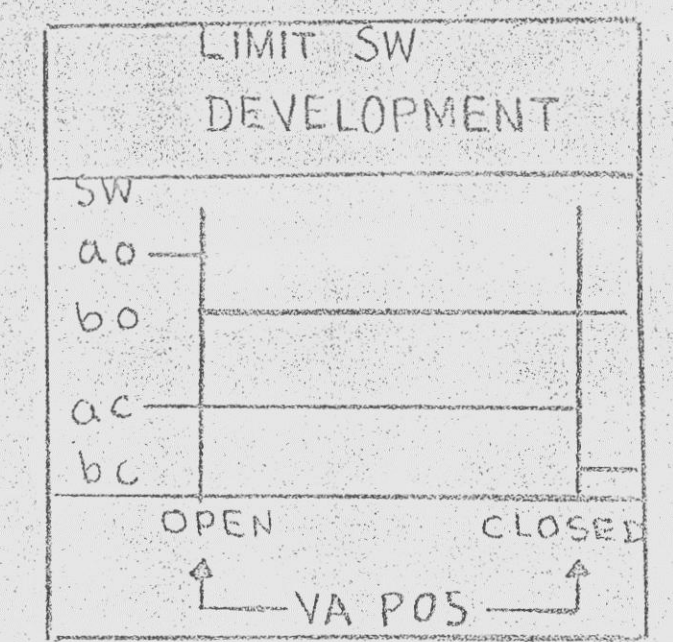 LIMIT SW
DEVELOPMENT
SW
ao
bo
ac
bc
OPEN CLOSED
VA POS